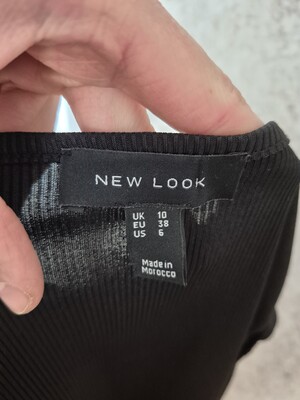 NEW LOOK
UK 10
EU 38
US 6
Made in
Morocco